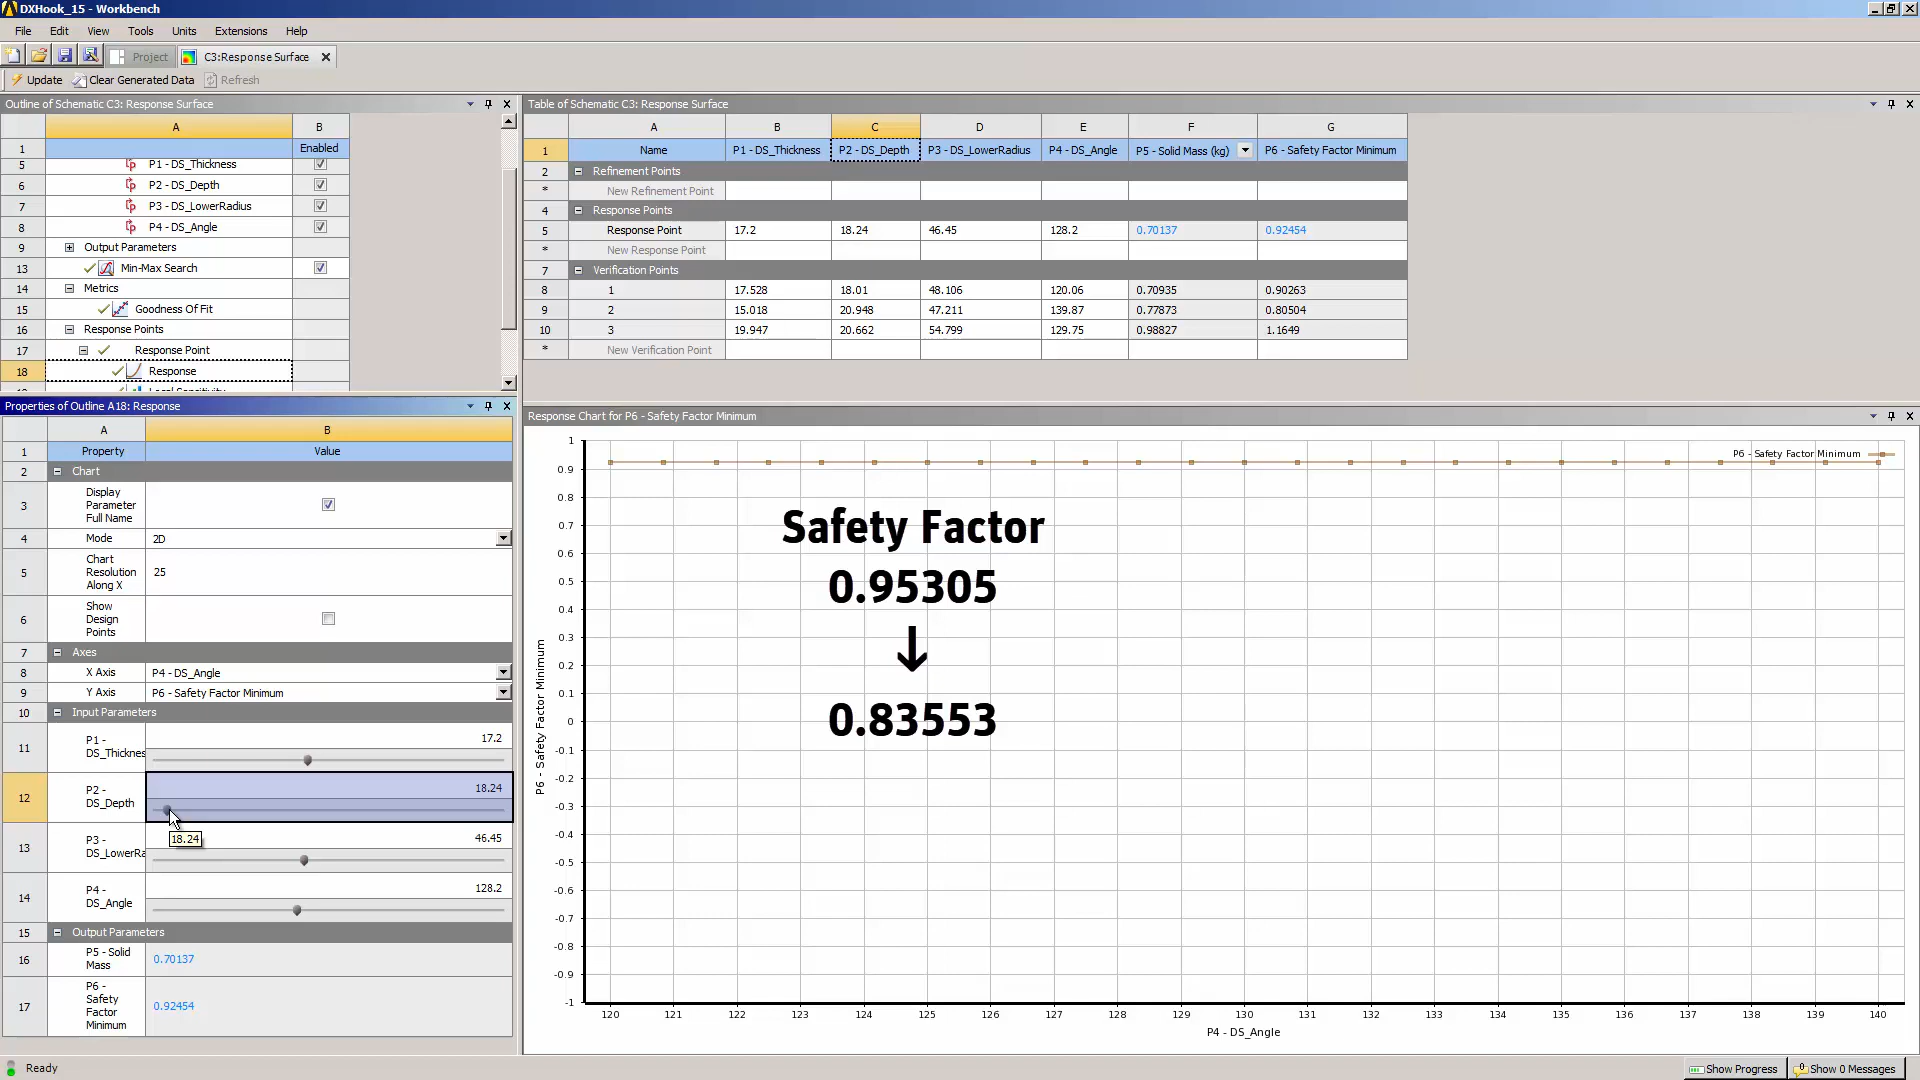 DXHook_15 - Workbench
File Edit View Tools Units Extensions Help
Project C3:Response Surface
Update Clear Generated Data Refresh
Outline of Schematic C3: Response Surface
A B
1 Enabled
5 P1 - DS_Thickness
6 P2 - DS_Depth
7 P3 - DS_LowerRadius
8 P4 - DS_Angle
9 Output Parameters
13 Min-Max Search
14 Metrics
15 Goodness Of Fit
16 Response Points
17 Response Point
18 Response
Properties of Outline A18: Response
A B
1 Property Value
2 Chart
3 Display
Parameter
Full Name
4 Mode 2D
5 Chart
Resolution
Along X
25
6 Show
Design
Points
7 Axes
8 X Axis P4 - DS_Angle
9 Y Axis P6 - Safety Factor Minimum
10 Input Parameters
11 P1 -
DS_Thicknes
17.2
12 P2 -
DS_Depth
18.24
18.24
13 P3 -
DS_LowerRa
46.45
14 P4 -
DS_Angle
128.2
15 Output Parameters
16 P5 - Solid
Mass
0.70137
17 P6 -
Safety
Factor
Minimum
0.92454
Table of Schematic C3: Response Surface
A B C D E F G
1 Name P1 - DS_Thickness P2 - DS_Depth P3 - DS_LowerRadius P4 - DS_Angle P5 - Solid Mass (kg) P6 - Safety Factor Minimum
2 Refinement Points
* New Refinement Point
4 Response Points
5 Response Point 17.2 18.24 46.45 128.2 0.70137 0.92454
* New Response Point
7 Verification Points
8 1 17.528 18.01 48.106 120.06 0.70935 0.90263
9 2 15.018 20.948 47.211 139.87 0.77873 0.80504
10 3 19.947 20.662 54.799 129.75 0.98827 1.1649
* New Verification Point
Response Chart for P6 - Safety Factor Minimum
P6 - Safety Factor Minimum
Safety Factor
0.95305
↓
0.83553
P6 - Safety Factor Minimum
1
0.9
0.8
0.7
0.6
0.5
0.4
0.3
0.2
0.1
0
-0.1
-0.2
-0.3
-0.4
-0.5
-0.6
-0.7
-0.8
-0.9
-1
120 121 122 123 124 125 126 127 128 129 130 131 132 133 134 135 136 137 138 139 140
P4 - DS_Angle
Ready Show Progress Show 0 Messages